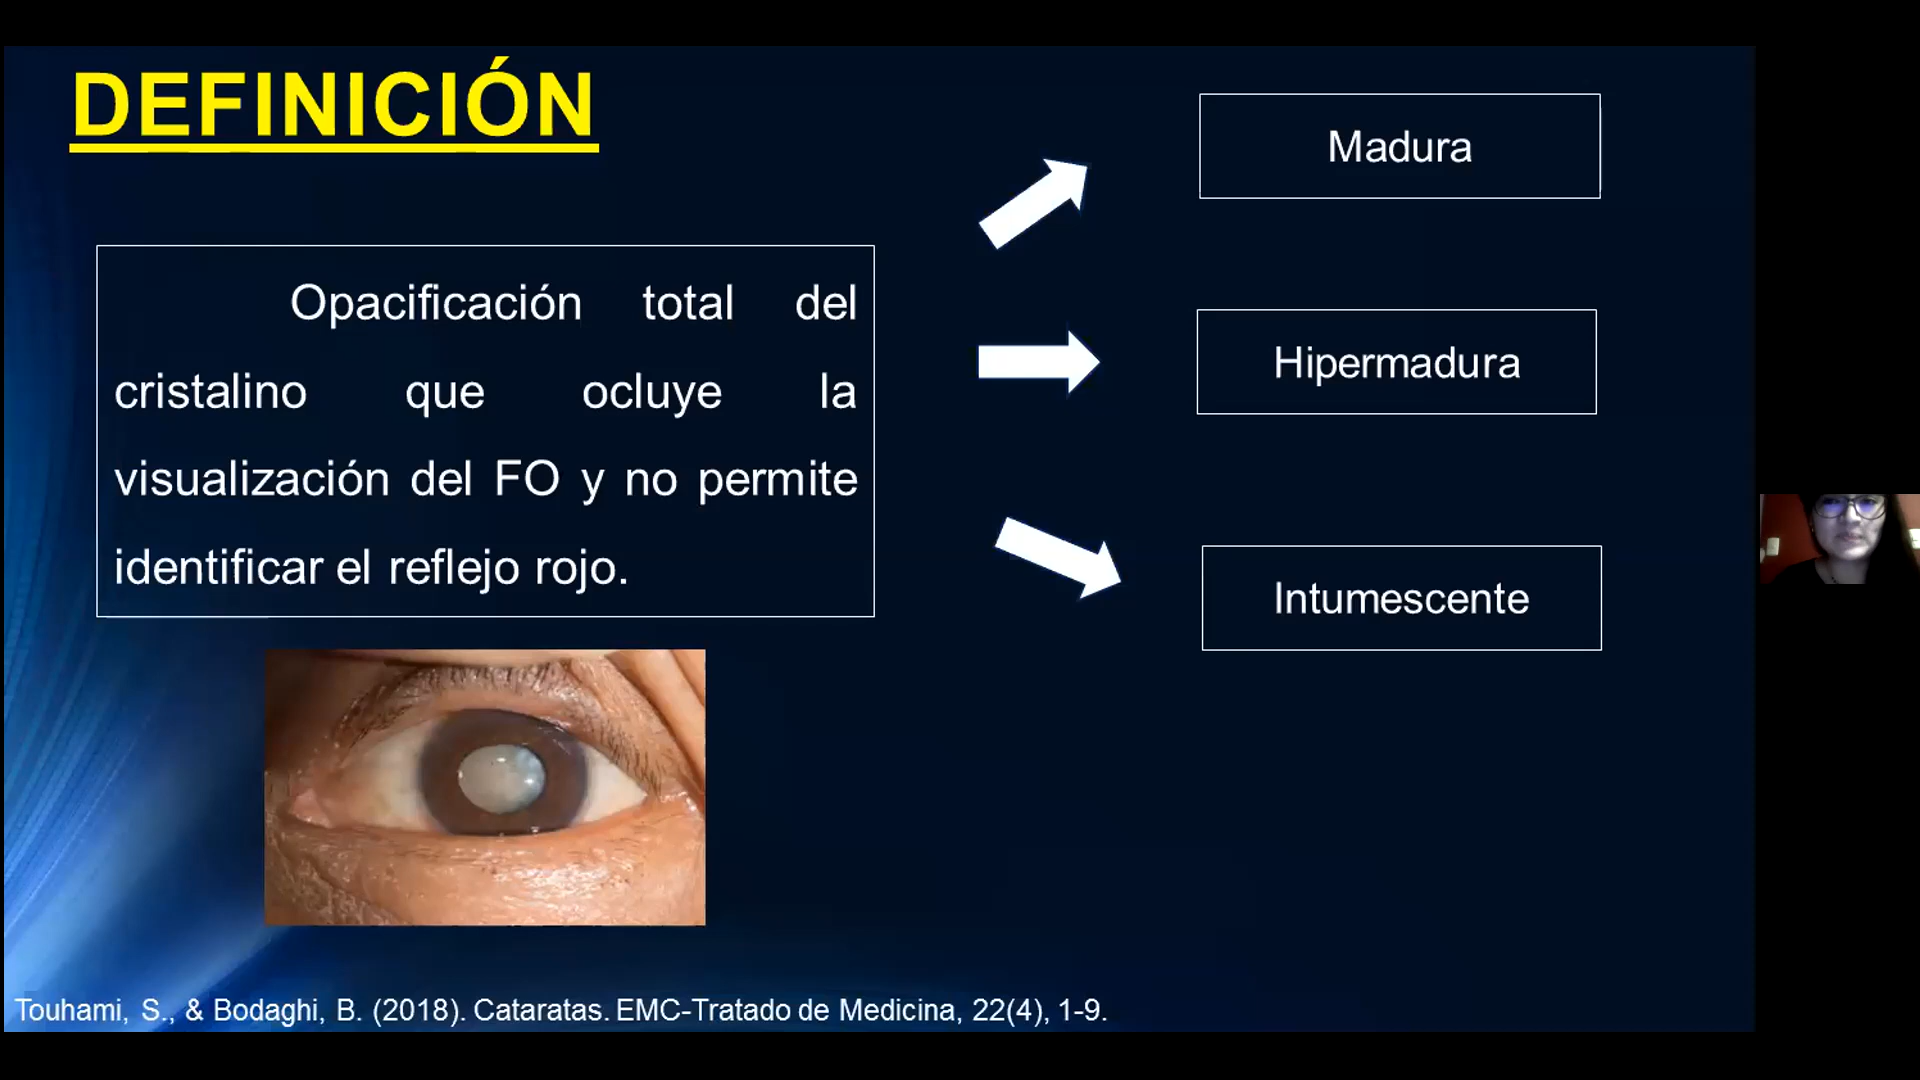 DEFINICIÓN
Opacificación total del
cristalino que ocluye la
visualización del FO y no permite
identificar el reflejo rojo.
Madura
Hipermadura
Intumescente
Touhami, S., & Bodaghi, B. (2018). Cataratas. EMC-Tratado de Medicina, 22(4), 1-9.